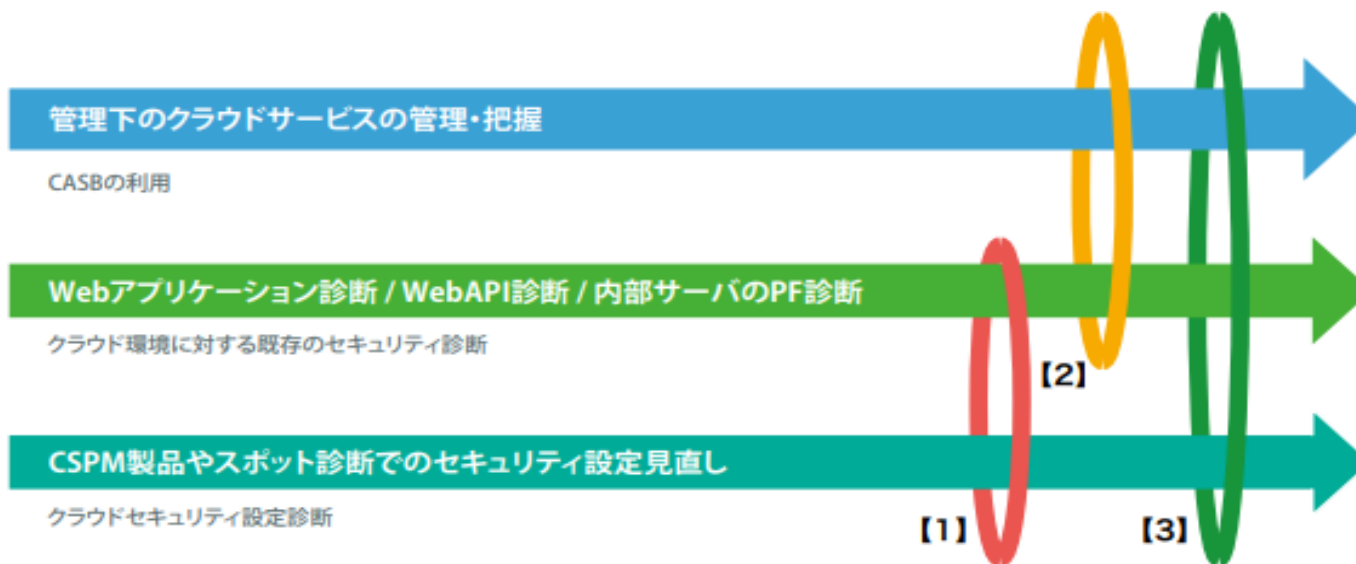 管理下のクラウドサービスの管理・把握
CASBの利用
Webアプリケーション診断 / WebAPI診断 / 内部サーバのPF診断
クラウド環境に対する既存のセキュリティ診断
【2】
CSPM製品やスポット診断でのセキュリティ設定見直し
クラウドセキュリティ設定診断
【1】
【3】